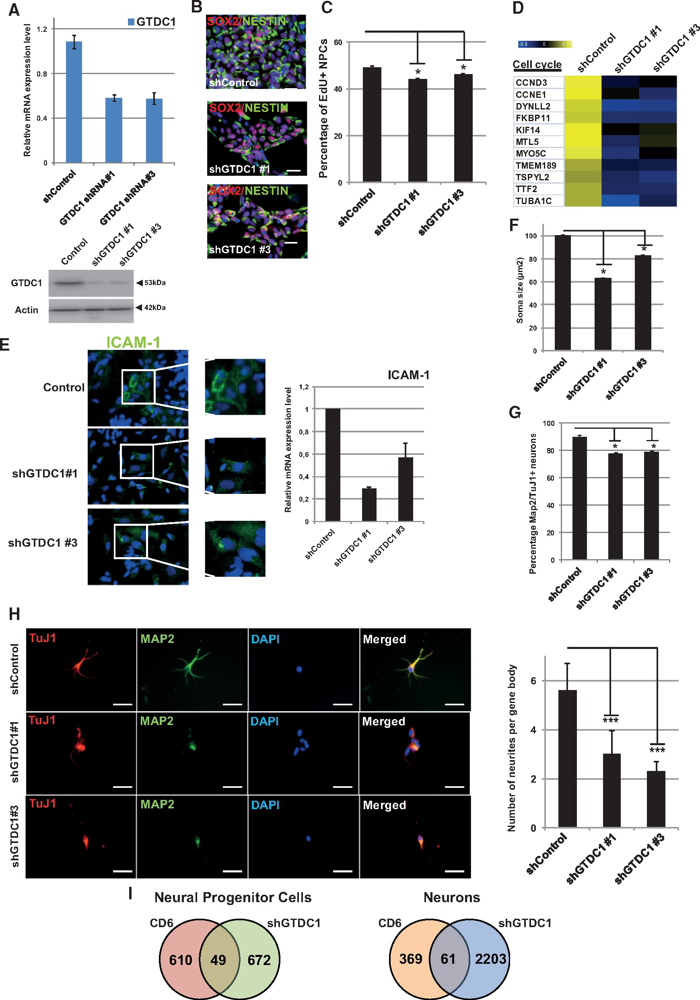 A
GTDC1
Relative mRNA expression level
1.2
0.8
0.4
0
shControl
GTDC1 shRNA#1
GTDC1 shRNA#3
Control
shGTDC1 #1
shGTDC1 #3
GTDC1
53kDa
Actin
42kDa
B
SOX2/NESTIN
shControl
SOX2/NESTIN
shGTDC1 #1
SOX2/NESTIN
shGTDC1 #3
C
Percentage of EdU+ NPCs
60
40
20
0
*
*
shControl
shGTDC1 #1
shGTDC1 #3
D
-0.9 0 0.75
Cell cycle
shControl
shGTDC1 #1
shGTDC1 #3
CCND3
CCNE1
DYNLL2
FKBP11
KIF14
MTL5
MYO5C
TMEM189
TSPYL2
TTF2
TUBA1C
E
ICAM-1
Control
shGTDC1#1
shGTDC1 #3
ICAM-1
Relative mRNA expression level
1,2
1
0,8
0,6
0,4
0,2
0
shControl
shGTDC1 #1
shGTDC1 #3
F
Soma size (µm2)
100
80
60
40
20
0
*
*
shControl
shGTDC1 #1
shGTDC1 #3
G
Percentage Map2/TuJ1+ neurons
100
80
60
40
20
0
*
*
shControl
shGTDC1 #1
shGTDC1 #3
H
shControl
TuJ1
MAP2
DAPI
Merged
shGTDC1#1
TuJ1
MAP2
DAPI
Merged
shGTDC1#3
TuJ1
MAP2
DAPI
Merged
Number of neurites per gene body
6
4
2
0
***
***
shControl
shGTDC1 #1
shGTDC1 #3
I
Neural Progenitor Cells
CD6
shGTDC1
610
49
672
Neurons
CD6
shGTDC1
369
61
2203